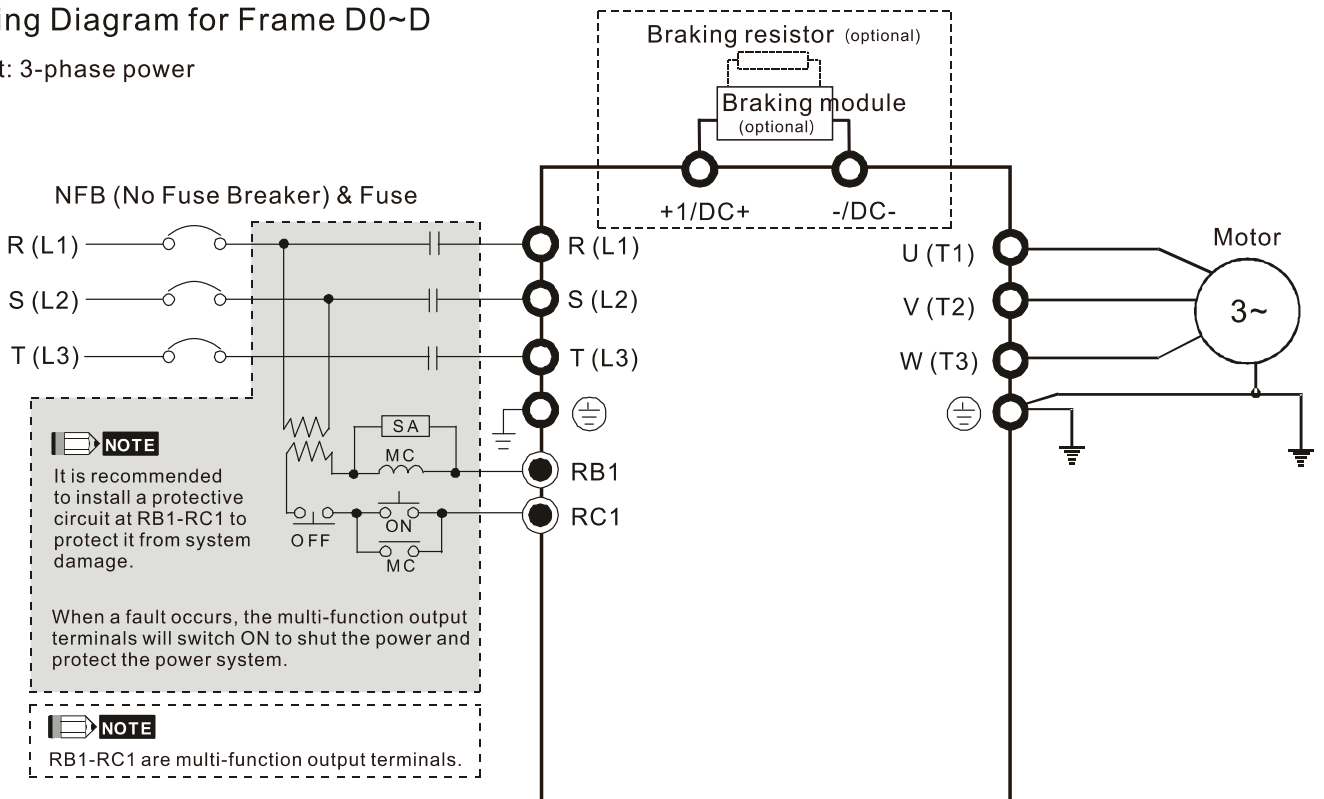 ing Diagram for Frame D0~D
t: 3-phase power
Braking resistor (optional)
Braking module
(optional)
+1/DC+
-/DC-
NFB (No Fuse Breaker) & Fuse
R (L1)
R (L1)
U (T1)
Motor
S (L2)
S (L2)
V (T2)
3~
T (L3)
T (L3)
W (T3)
NOTE
It is recommended
to install a protective
circuit at RB1-RC1 to
protect it from system
damage.
SA
MC
RB1
OFF
ON
RC1
MC
When a fault occurs, the multi-function output
terminals will switch ON to shut the power and
protect the power system.
NOTE
RB1-RC1 are multi-function output terminals.